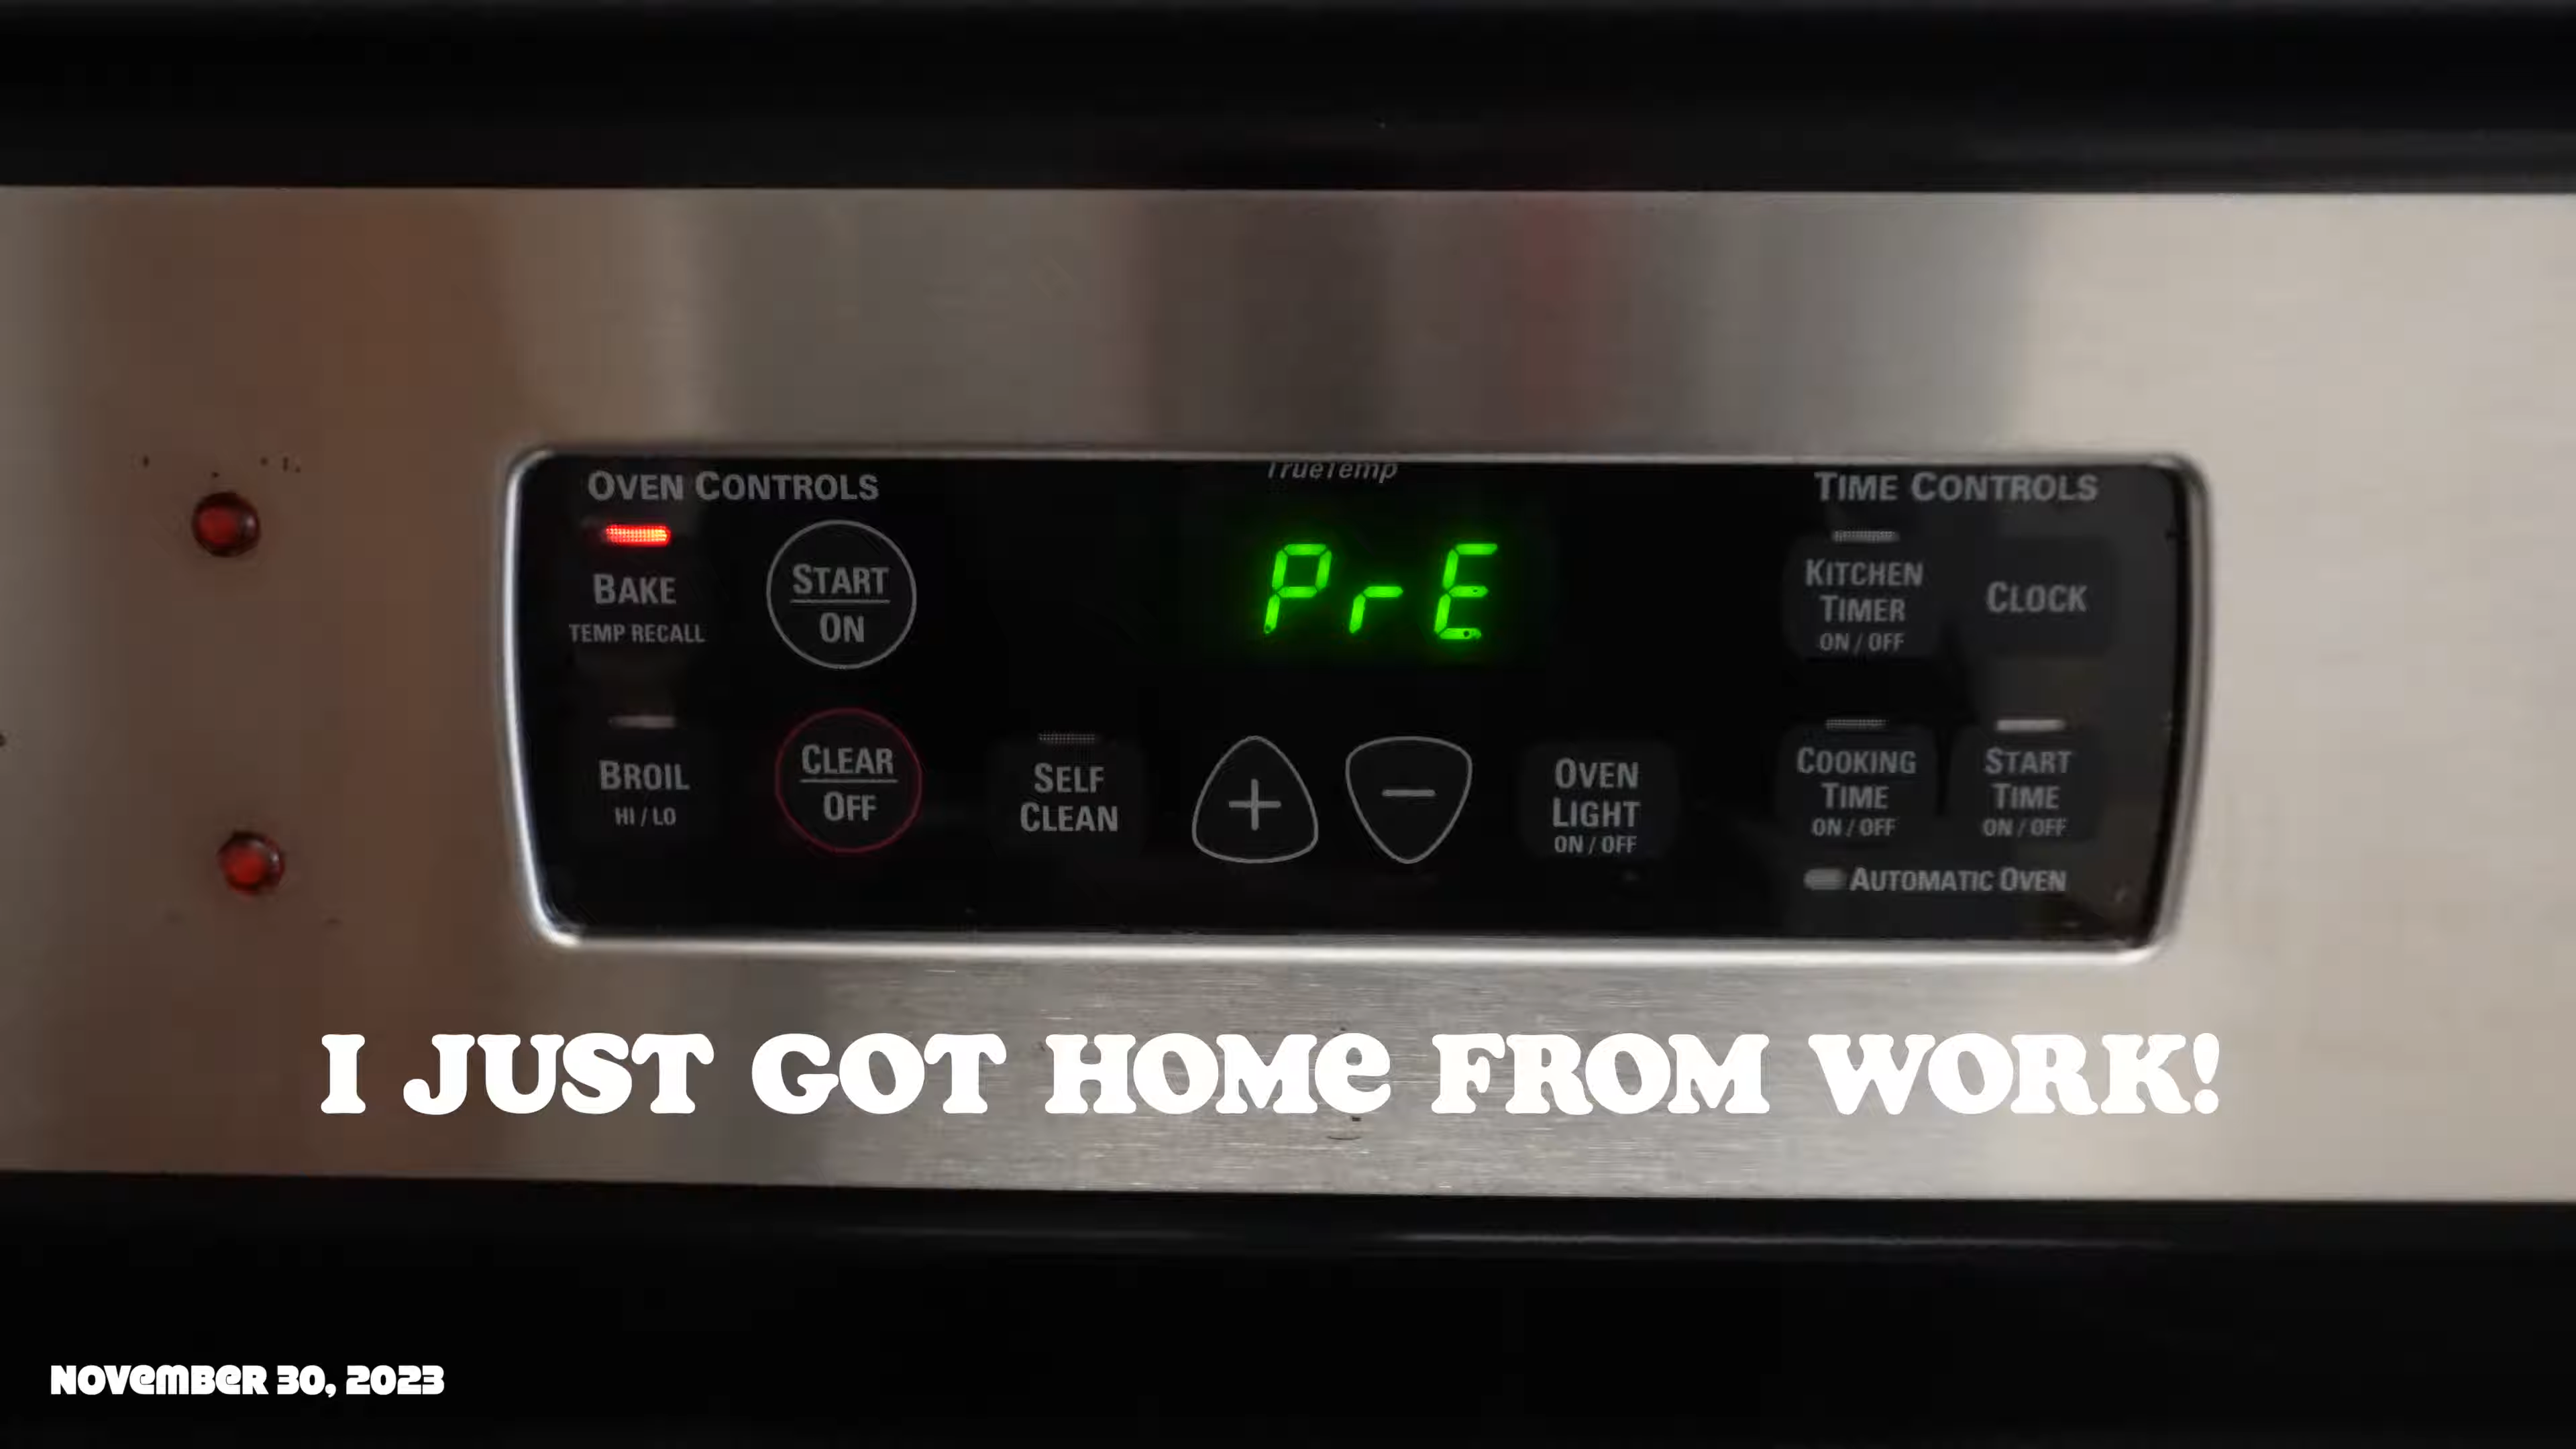 TrueTemp
OVEN CONTROLS
TIME CONTROLS
PrE
BAKE
TEMP RECALL
START
ON
KITCHEN
TIMER
ON / OFF
CLOCK
BROIL
HI / LO
CLEAR
OFF
SELF
CLEAN
+
−
OVEN
LIGHT
ON / OFF
COOKING
TIME
ON / OFF
START
TIME
ON / OFF
AUTOMATIC OVEN
I JUST GOT HOMe FROM WORK!
NOVeMBeR 30, 2023